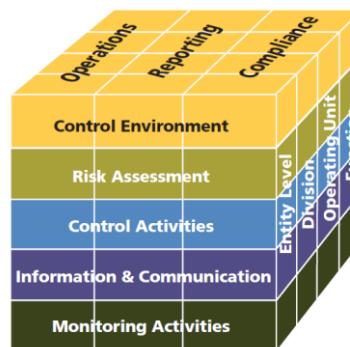 Operations
Reporting
Compliance
Control Environment
Risk Assessment
Control Activities
Information & Communication
Monitoring Activities
Entity Level
Division
Operating Unit